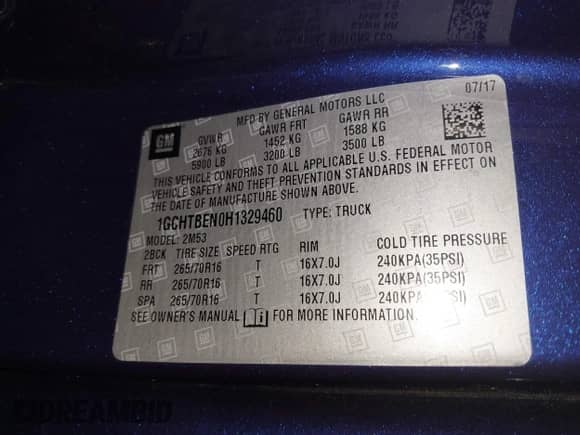 07/17
MFD BY GENERAL MOTORS LLC
GM
GVWR GAWR FRT GAWR RR
2676 KG 1452 KG 1588 KG
5900 LB 3200 LB 3500 LB
THIS VEHICLE CONFORMS TO ALL APPLICABLE U.S. FEDERAL MOTOR
VEHICLE SAFETY AND THEFT PREVENTION STANDARDS IN EFFECT ON
THE DATE OF MANUFACTURE SHOWN ABOVE.
1GCHTBEN0H1329460 TYPE: TRUCK
MODEL: 2M53
2BCK TIRE SIZE SPEED RTG RIM COLD TIRE PRESSURE
FRT 265/70R16 T 16X7.0J 240KPA(35PSI)
RR 265/70R16 T 16X7.0J 240KPA(35PSI)
SPA 265/70R16 T 16X7.0J 240KPA(35PSI)
SEE OWNER'S MANUAL FOR MORE INFORMATION.
DREAMBID